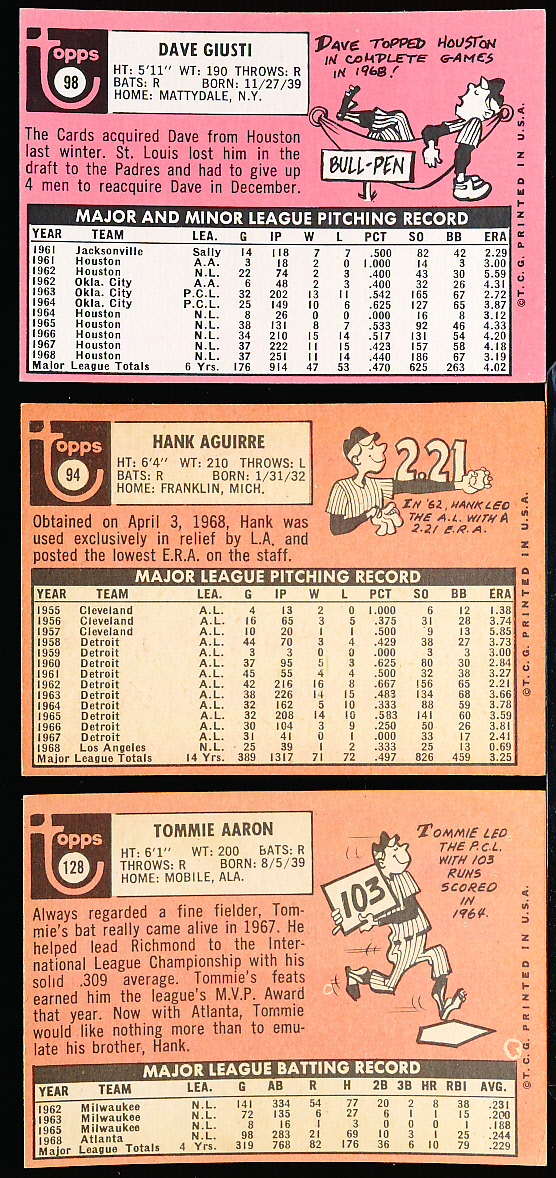 topps
98
DAVE GIUSTI
HT: 5'11" WT: 190 THROWS: R
BATS: R BORN: 11/27/39
HOME: MATTYDALE, N.Y.
DAVE TOPPED HOUSTON
IN COMPLETE GAMES
IN 1968!
BULL-PEN
The Cards acquired Dave from Houston
last winter. St. Louis lost him in the
draft to the Padres and had to give up
4 men to reacquire Dave in December.
©T.C.G. PRINTED IN U.S.A.
MAJOR AND MINOR LEAGUE PITCHING RECORD
YEAR TEAM LEA. G IP W L PCT SO BB ERA
1961 Jacksonville Sally 14 118 7 7 .500 82 42 2.29
1961 Houston A.A. 3 18 2 0 1.000 14 3 3.00
1962 Houston N.L. 22 74 2 3 .400 43 30 5.59
1962 Okla. City A.A. 6 48 2 3 .400 32 26 4.31
1963 Okla. City P.C.L. 32 202 13 11 .542 165 67 2.72
1964 Okla. City P.C.L. 25 149 10 6 .625 127 65 3.87
1964 Houston N.L. 8 26 0 0 .000 16 8 3.12
1965 Houston N.L. 38 131 8 7 .533 92 46 4.33
1966 Houston N.L. 34 210 15 14 .517 131 54 4.20
1967 Houston N.L. 37 222 11 15 .423 157 58 4.18
1968 Houston N.L. 37 251 11 14 .440 186 67 3.19
Major League Totals 6 Yrs. 176 914 47 53 .470 625 263 4.02
topps
94
HANK AGUIRRE
HT: 6'4" WT: 210 THROWS: L
BATS: R BORN: 1/31/32
HOME: FRANKLIN, MICH.
2.21
IN '62, HANK LED
THE A.L. WITH A
2.21 E.R.A.
Obtained on April 3, 1968, Hank was
used exclusively in relief by L.A. and
posted the lowest E.R.A. on the staff.
©T.C.G. PRINTED IN U.S.A.
MAJOR LEAGUE PITCHING RECORD
YEAR TEAM LEA. G IP W L PCT SO BB ERA
1955 Cleveland A.L. 4 13 2 0 1.000 6 12 1.38
1956 Cleveland A.L. 16 65 3 5 .375 31 28 3.74
1957 Cleveland A.L. 10 20 1 1 .500 9 13 5.85
1958 Detroit A.L. 44 70 3 4 .429 38 27 3.73
1959 Detroit A.L. 3 3 0 0 .000 3 3 3.00
1960 Detroit A.L. 37 95 5 3 .625 80 30 2.84
1961 Detroit A.L. 45 55 4 4 .500 32 38 3.27
1962 Detroit A.L. 42 216 16 8 .667 156 65 2.21
1963 Detroit A.L. 38 226 14 15 .483 134 68 3.66
1964 Detroit A.L. 32 162 5 10 .333 88 59 3.78
1965 Detroit A.L. 32 208 14 10 .583 141 60 3.59
1966 Detroit A.L. 30 104 3 9 .250 50 26 3.81
1967 Detroit A.L. 31 41 0 1 .000 33 17 2.41
1968 Los Angeles N.L. 25 39 1 2 .333 25 13 0.69
Major League Totals 14 Yrs. 389 1317 71 72 .497 826 459 3.25
topps
128
TOMMIE AARON
HT: 6'1" WT: 200 BATS: R
THROWS: R BORN: 8/5/39
HOME: MOBILE, ALA.
103
TOMMIE LED
THE P.C.L.
WITH 103
RUNS
SCORED
IN
1964.
Always regarded a fine fielder, Tom-
mie's bat really came alive in 1967. He
helped lead Richmond to the Inter-
national League Championship with his
solid .309 average. Tommie's feats
earned him the league's M.V.P. Award
that year. Now with Atlanta, Tommie
would like nothing more than to emu-
late his brother, Hank.
©T.C.G. PRINTED IN U.S.A.
MAJOR LEAGUE BATTING RECORD
YEAR TEAM LEA. G AB R H 2B 3B HR RBI AVG.
1962 Milwaukee N.L. 141 334 54 77 20 2 8 38 .231
1963 Milwaukee N.L. 72 135 6 27 6 1 1 15 .200
1965 Milwaukee N.L. 8 16 1 3 0 0 0 1 .188
1968 Atlanta N.L. 98 283 21 69 10 3 1 25 .244
Major League Totals 4 Yrs. 319 768 82 176 36 6 10 79 .229